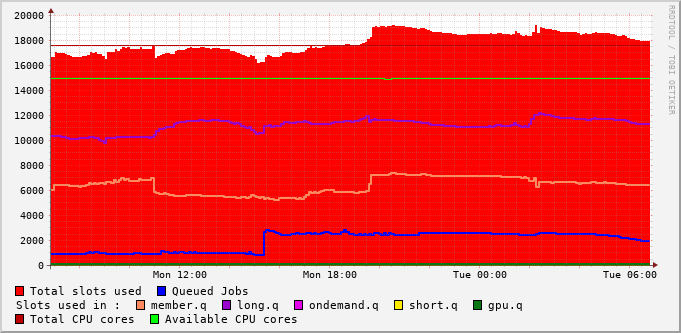 20000
18000
16000
14000
12000
10000
8000
6000
4000
2000
0
Mon 12:00 Mon 18:00 Tue 00:00 Tue 06:00
RRDTOOL / TOBI OETIKER
Total slots used Queued Jobs
Slots used in : member.q long.q ondemand.q short.q gpu.q
Total CPU cores Available CPU cores